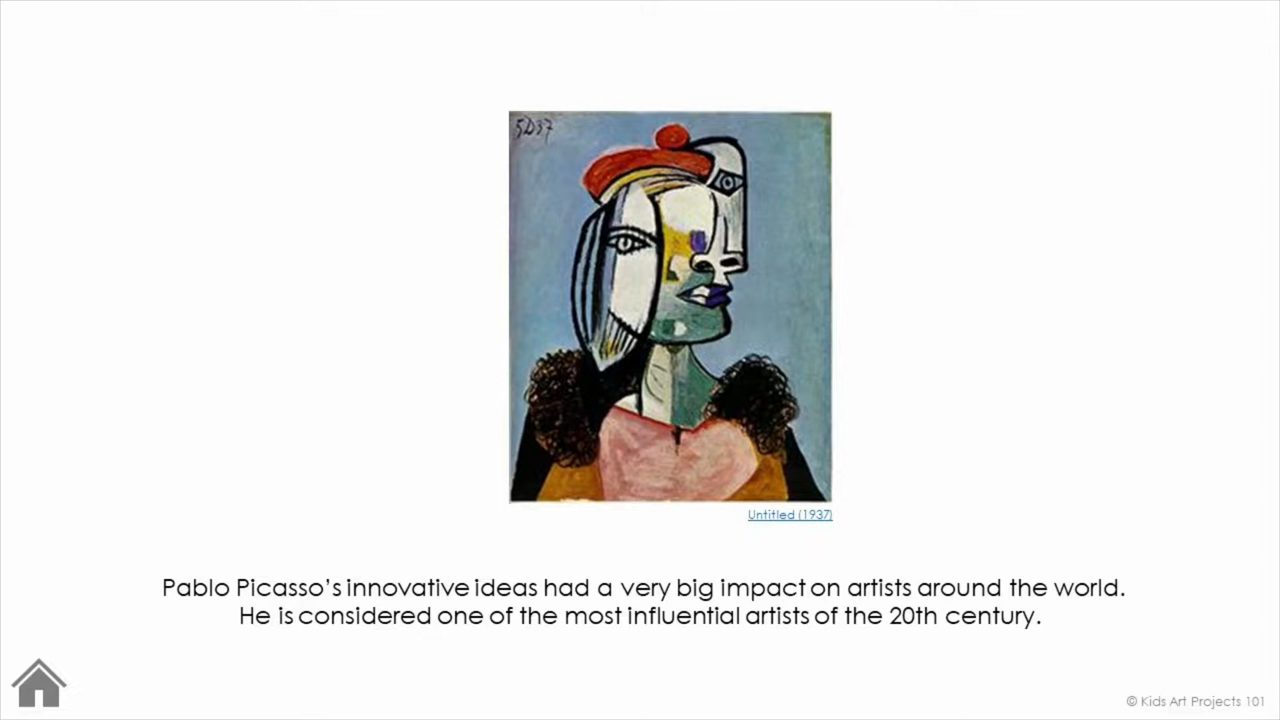 5D37
Untitled (1937)
Pablo Picasso's innovative ideas had a very big impact on artists around the world.
He is considered one of the most influential artists of the 20th century.
© Kids Art Projects 101